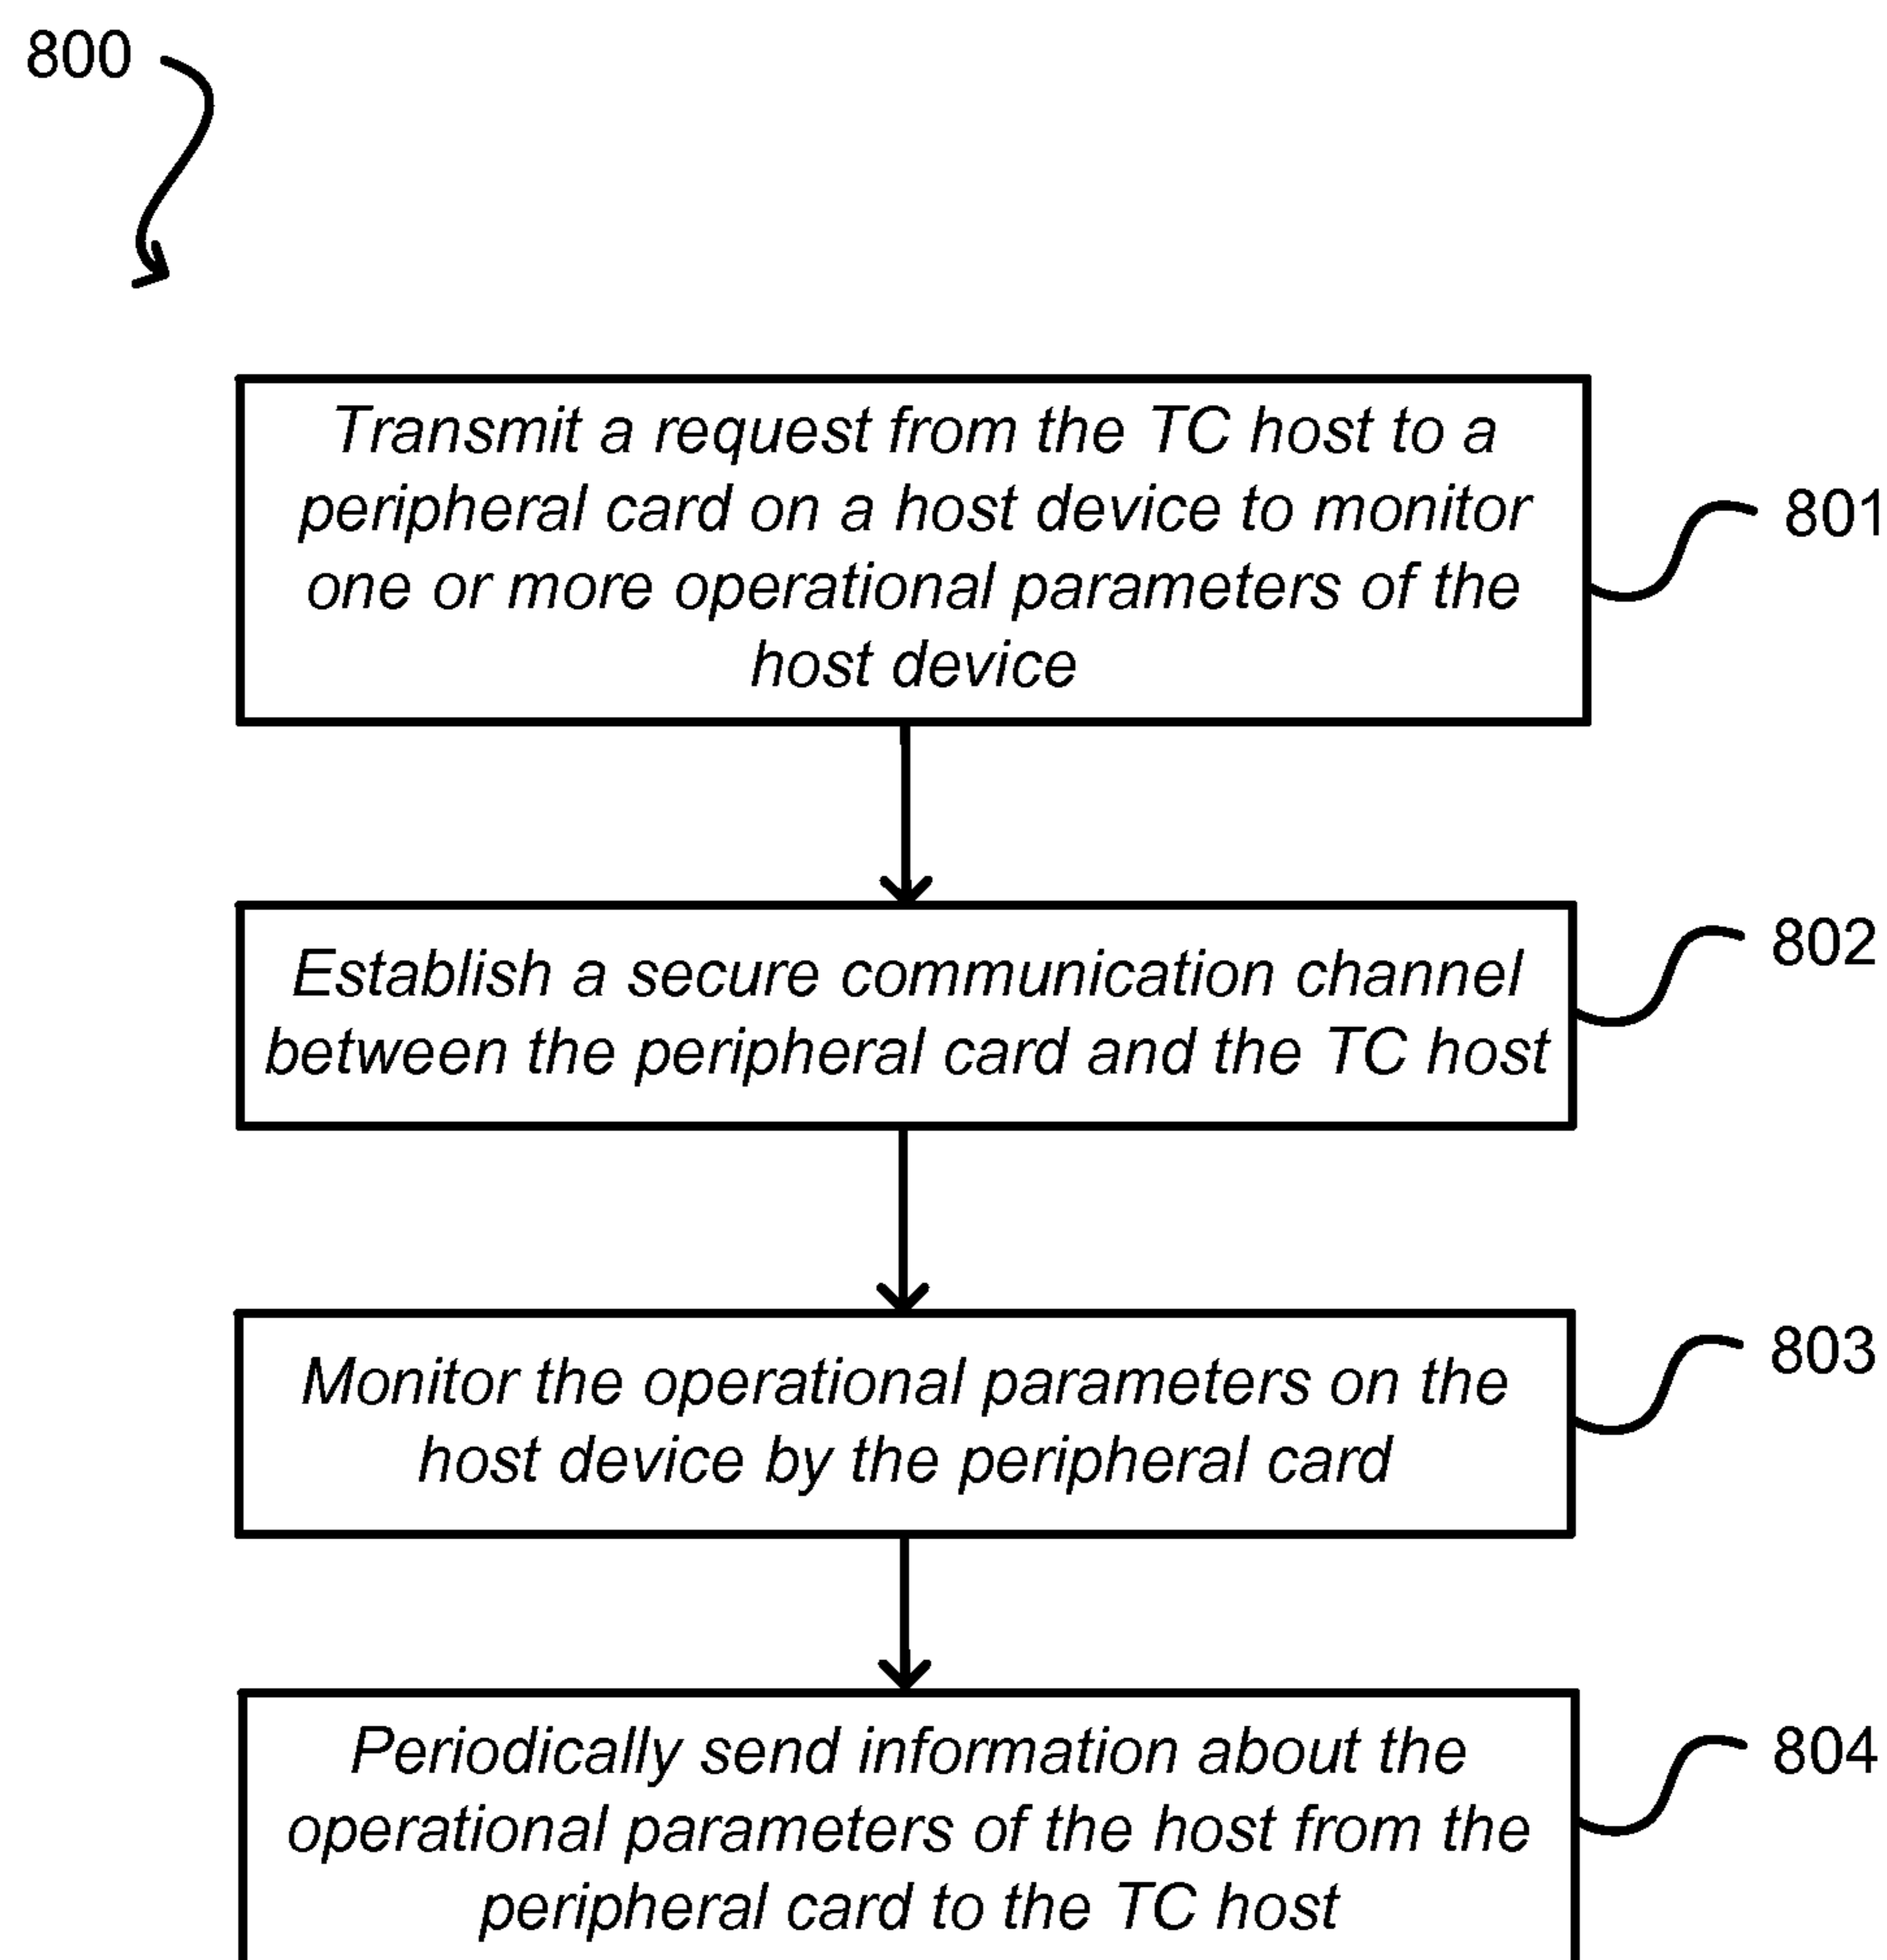 800
Transmit a request from the TC host to a
peripheral card on a host device to monitor
one or more operational parameters of the
host device
801
Establish a secure communication channel
between the peripheral card and the TC host
802
Monitor the operational parameters on the
host device by the peripheral card
803
Periodically send information about the
operational parameters of the host from the
peripheral card to the TC host
804